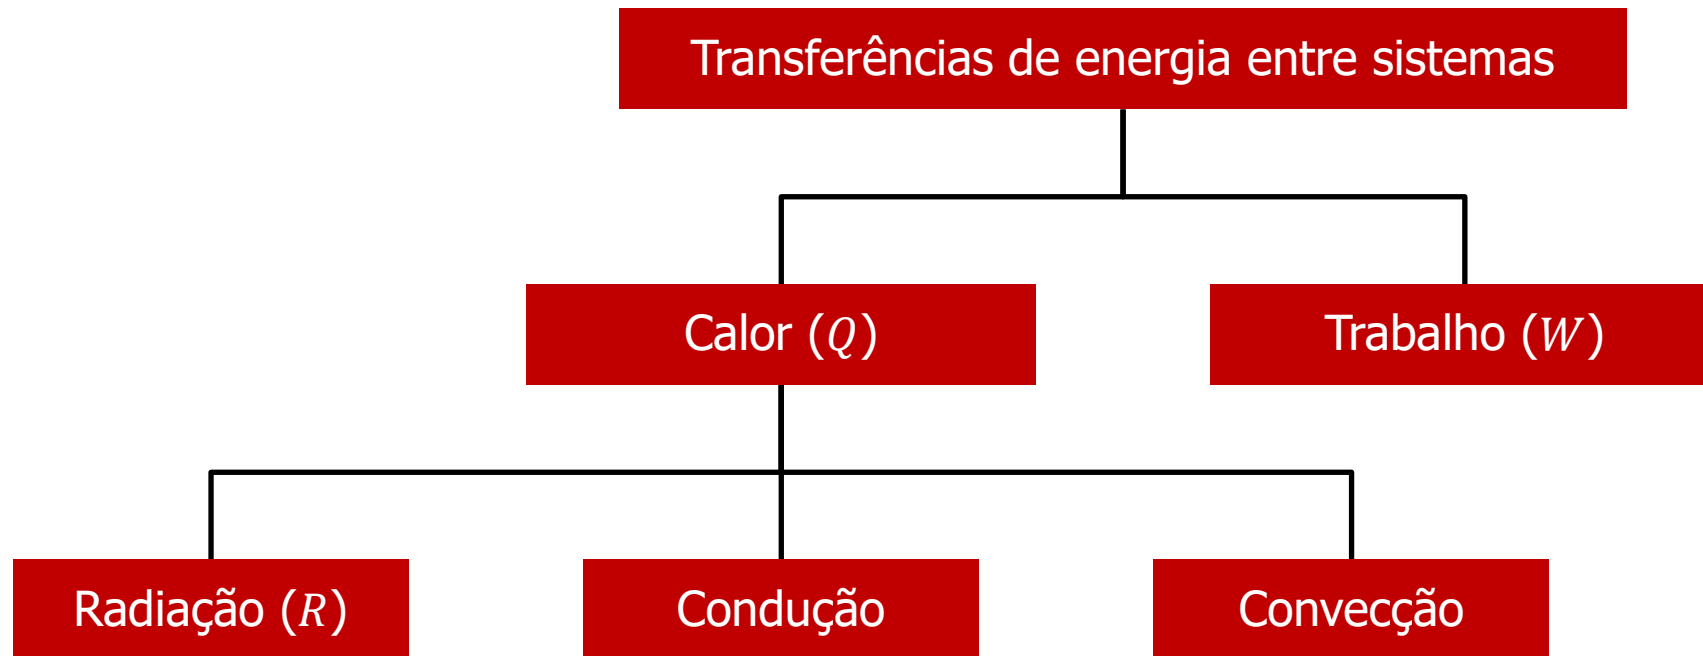 Transferências de energia entre sistemas
Calor (Q)
Trabalho (W)
Radiação (R)
Condução
Convecção